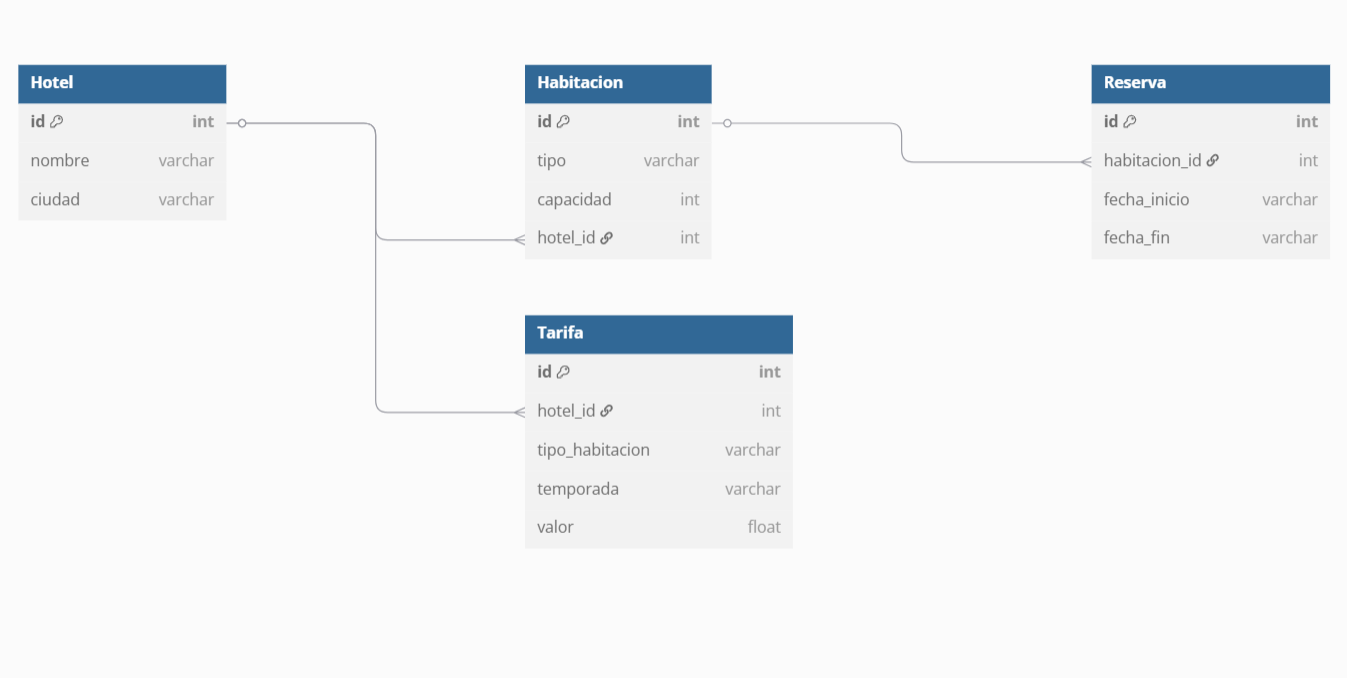 Hotel
id int
nombre varchar
ciudad varchar
Habitacion
id int
tipo varchar
capacidad int
hotel_id int
Reserva
id int
habitacion_id int
fecha_inicio varchar
fecha_fin varchar
Tarifa
id int
hotel_id int
tipo_habitacion varchar
temporada varchar
valor float